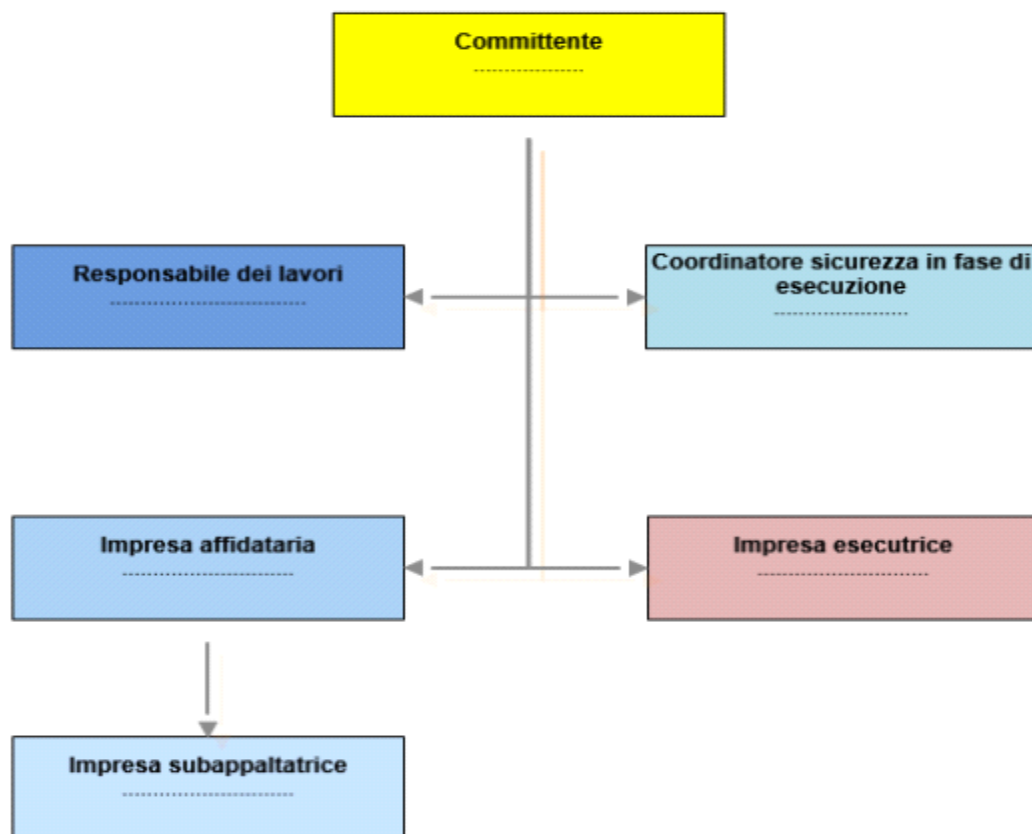 Committente
------------------
Responsabile dei lavori
--------------------------------
Coordinatore sicurezza in fase di
esecuzione
----------------------
Impresa affidataria
----------------------------
Impresa esecutrice
----------------------------
Impresa subappaltatrice
----------------------------